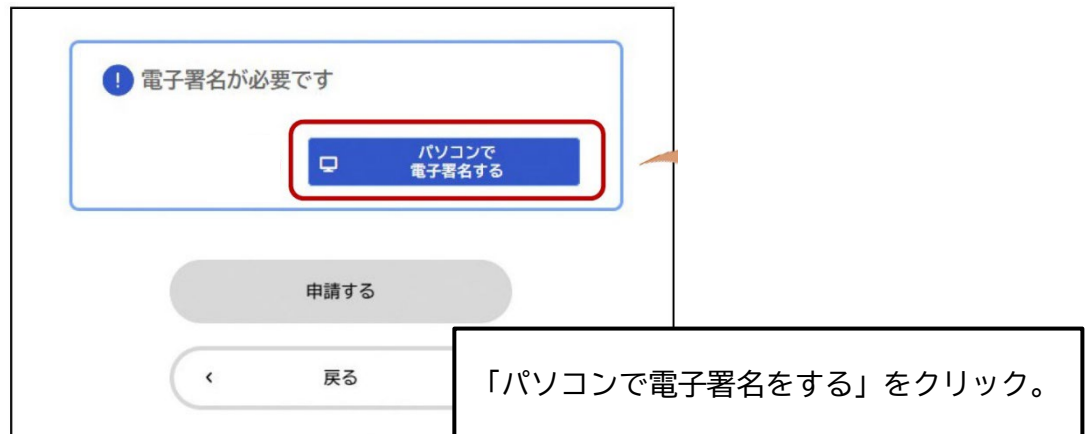 電子署名が必要です
パソコンで
電子署名する
申請する
戻る
「パソコンで電子署名をする」をクリック。